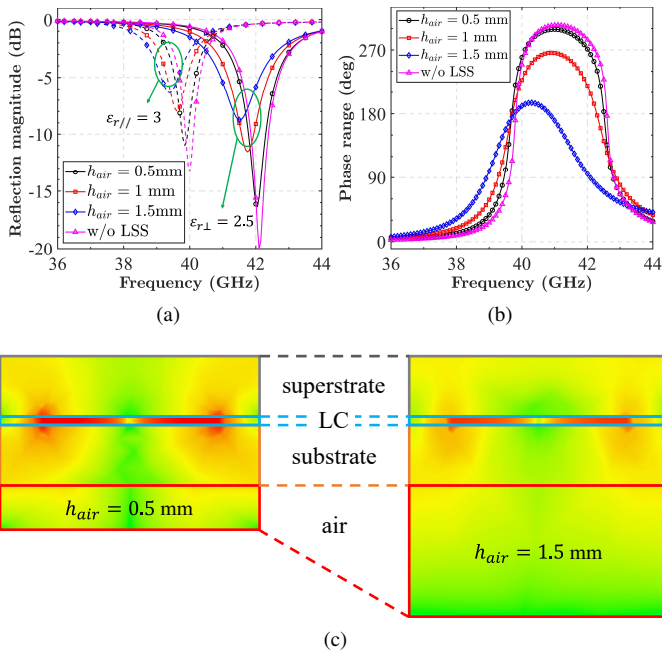 Reflection magnitude (dB)
0
-5
-10
-15
-20
εr// = 3
εr⊥ = 2.5
hair = 0.5mm
hair = 1 mm
hair = 1.5mm
w/o LSS
36 38 40 42 44
Frequency (GHz)
(a)
Phase range (deg)
270
180
90
0
hair = 0.5 mm
hair = 1 mm
hair = 1.5 mm
w/o LSS
36 38 40 42 44
Frequency (GHz)
(b)
superstrate
LC
substrate
air
hair = 0.5 mm
hair = 1.5 mm
(c)